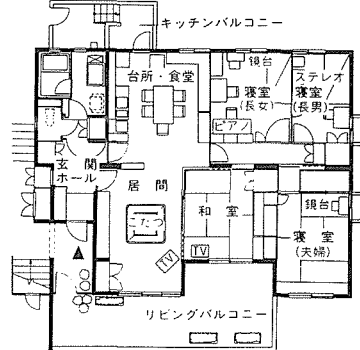 キッチンバルコニー
台所・食堂
鏡台
寝室
(長女)
ピアノ
ステレオ
寝室
(長男)
玄関
ホール
居間
こたつ
TV
和室
TV
鏡台
寝室
(夫婦)
リビングバルコニー